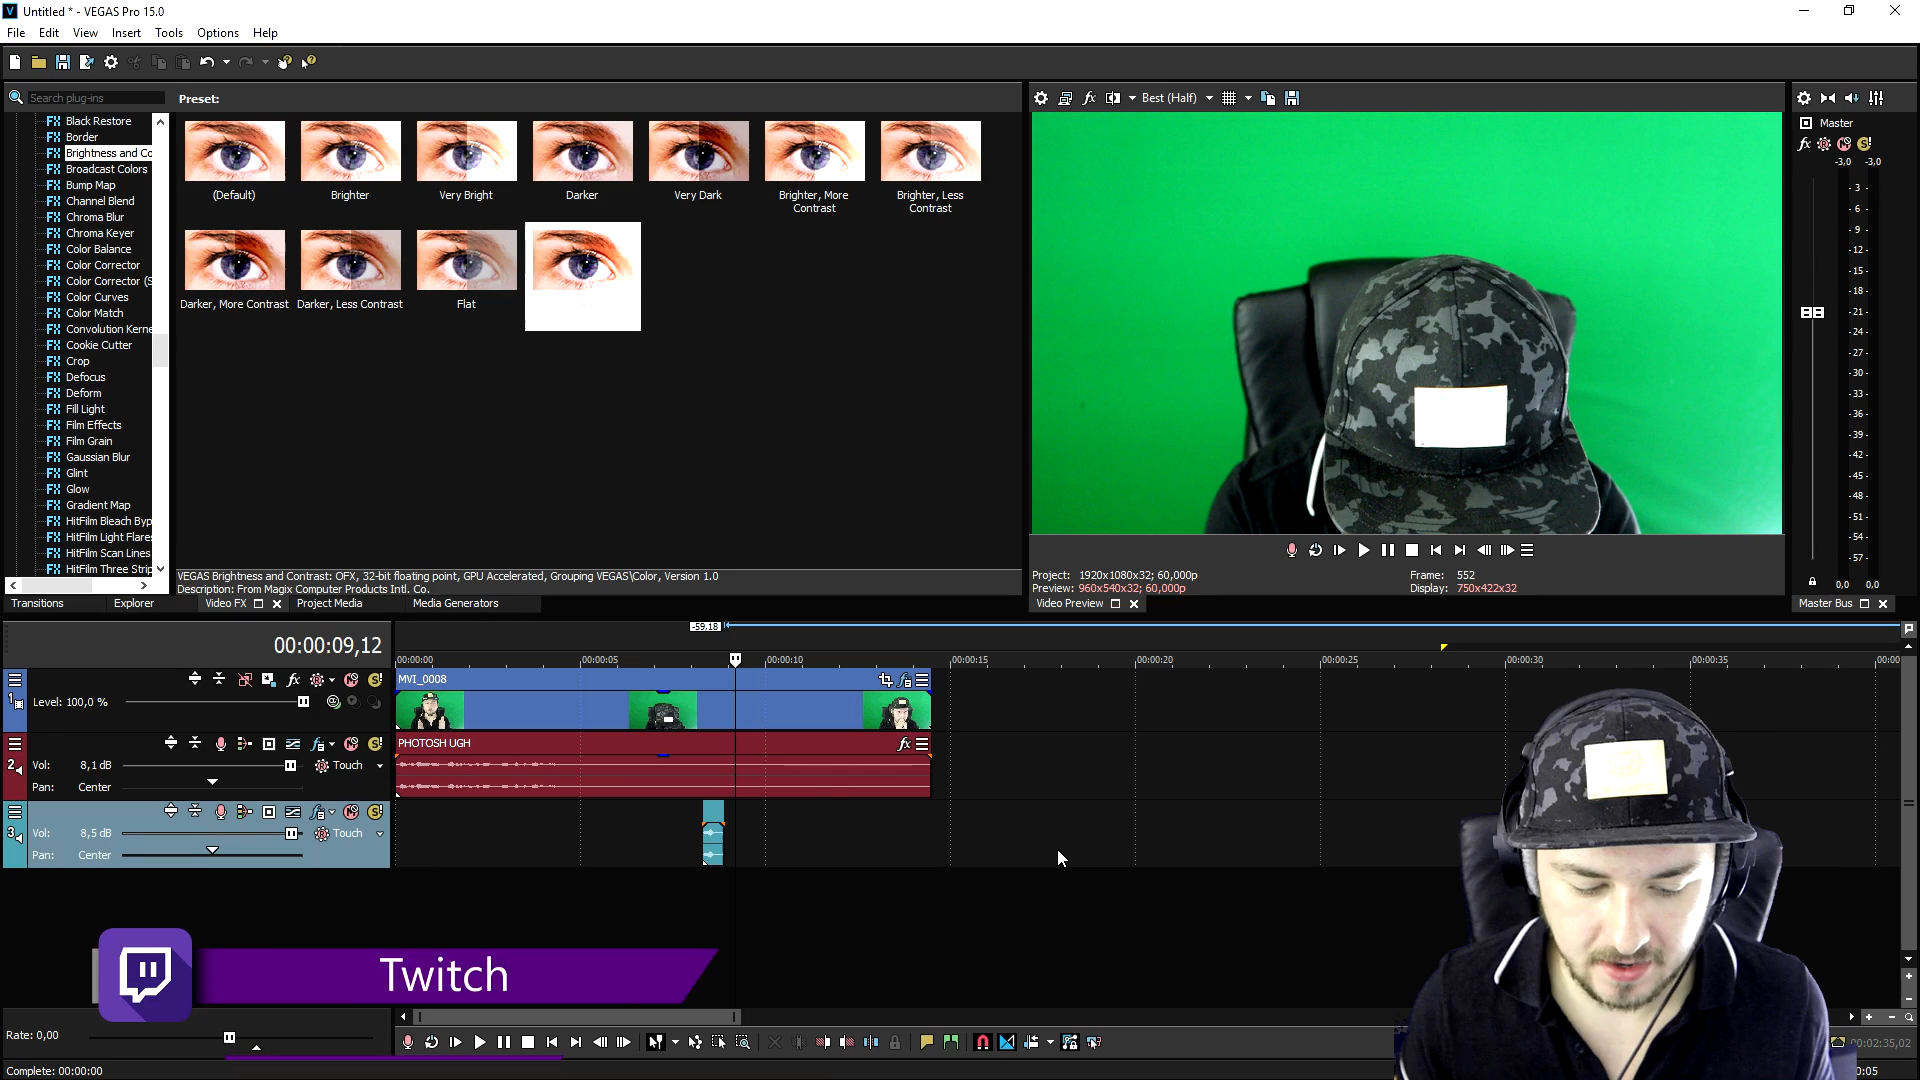 Untitled * - VEGAS Pro 15.0
File Edit View Insert Tools Options Help
Search plug-ins
Preset:
Black Restore
Border
Brightness and Co
Broadcast Colors
Bump Map
Channel Blend
Chroma Blur
Chroma Keyer
Color Balance
Color Corrector
Color Corrector (S
Color Curves
Color Match
Convolution Kerne
Cookie Cutter
Crop
Defocus
Deform
Fill Light
Film Effects
Film Grain
Gaussian Blur
Glint
Glow
Gradient Map
HitFilm Bleach Byp
HitFilm Light Flare
HitFilm Scan Lines
HitFilm Three Strip
(Default) Brighter Very Bright Darker Very Dark Brighter, More Contrast Brighter, Less Contrast
Darker, More Contrast Darker, Less Contrast Flat
VEGAS Brightness and Contrast: OFX, 32-bit floating point, GPU Accelerated, Grouping VEGAS\Color, Version 1.0
Description: From Magix Computer Products Intl. Co.
Transitions Explorer Video FX Project Media Media Generators
Best (Half)
Project: 1920x1080x32; 60,000p
Preview: 960x540x32; 60,000p
Frame: 552
Display: 750x422x32
Video Preview
Master
-3,0 -3,0
- 3 -
- 6 -
- 9 -
- 12 -
- 15 -
- 18 -
- 21 -
- 24 -
- 27 -
- 30 -
- 33 -
- 36 -
- 39 -
- 42 -
- 45 -
- 48 -
- 51 -
- 54 -
- 57 -
0,0 0,0
Master Bus
00:00:09,12
-59,18
00:00:00 00:00:05 00:00:10 00:00:15 00:00:20 00:00:25 00:00:30 00:00:35 00:00
1
Level: 100,0 %
MVI_0008
2
Vol: 8,1 dB Touch
Pan: Center
PHOTOSH UGH
3
Vol: 8,5 dB Touch
Pan: Center
Twitch
Rate: 0,00
Complete: 00:00:00
00:02:35,02
0:05